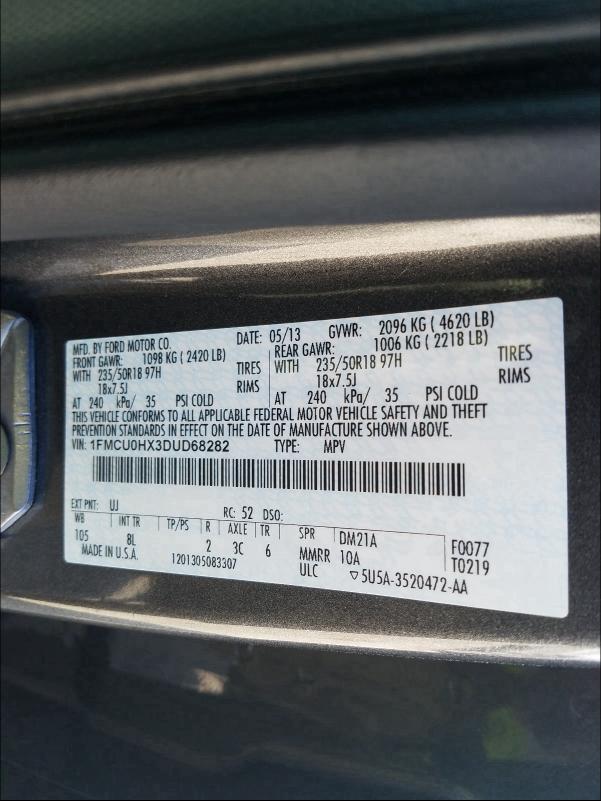 MFD. BY FORD MOTOR CO. DATE: 05/13 GVWR: 2096 KG ( 4620 LB)
FRONT GAWR: 1098 KG ( 2420 LB) REAR GAWR: 1006 KG ( 2218 LB)
WITH 235/50R18 97H TIRES WITH 235/50R18 97H TIRES
18x7.5J RIMS 18x7.5J RIMS
AT 240 kPa/ 35 PSI COLD AT 240 kPa/ 35 PSI COLD
THIS VEHICLE CONFORMS TO ALL APPLICABLE FEDERAL MOTOR VEHICLE SAFETY AND THEFT
PREVENTION STANDARDS IN EFFECT ON THE DATE OF MANUFACTURE SHOWN ABOVE.
VIN: 1FMCU0HX3DUD68282 TYPE: MPV
EXT PNT: UJ RC: 52 DSO:
WB INT TR TP/PS R AXLE TR SPR DM21A F0077
105 8L 2 3C 6 MMRR 10A T0219
MADE IN U.S.A. 1201305083307 ULC ▽5U5A-3520472-AA